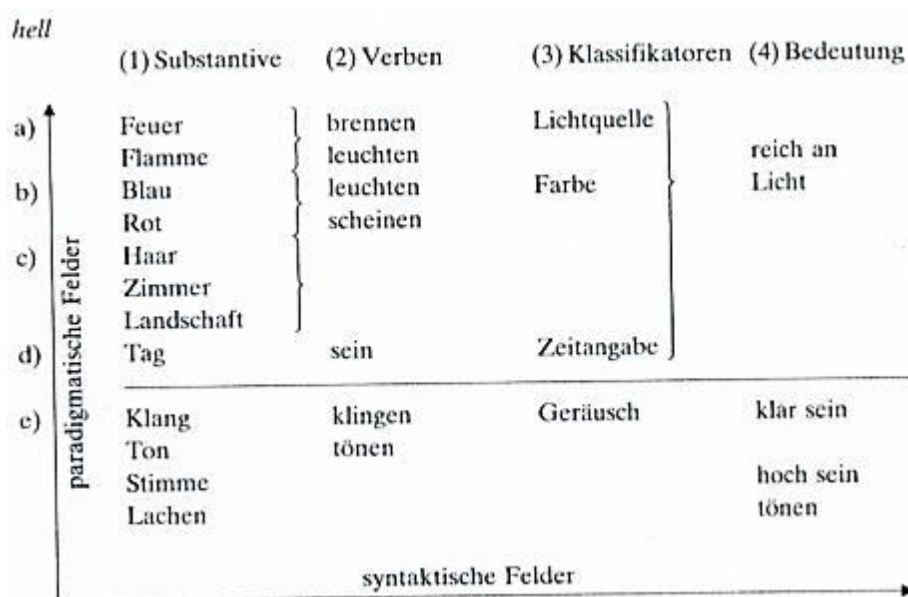 hell
(1) Substantive (2) Verben (3) Klassifikatoren (4) Bedeutung
a) Feuer brennen Lichtquelle
Flamme leuchten reich an
b) Blau leuchten Farbe Licht
Rot scheinen
c) Haar
Zimmer
Landschaft
d) Tag sein Zeitangabe
e) Klang klingen Geräusch klar sein
Ton tönen
Stimme hoch sein
Lachen tönen
paradigmatische Felder
syntaktische Felder